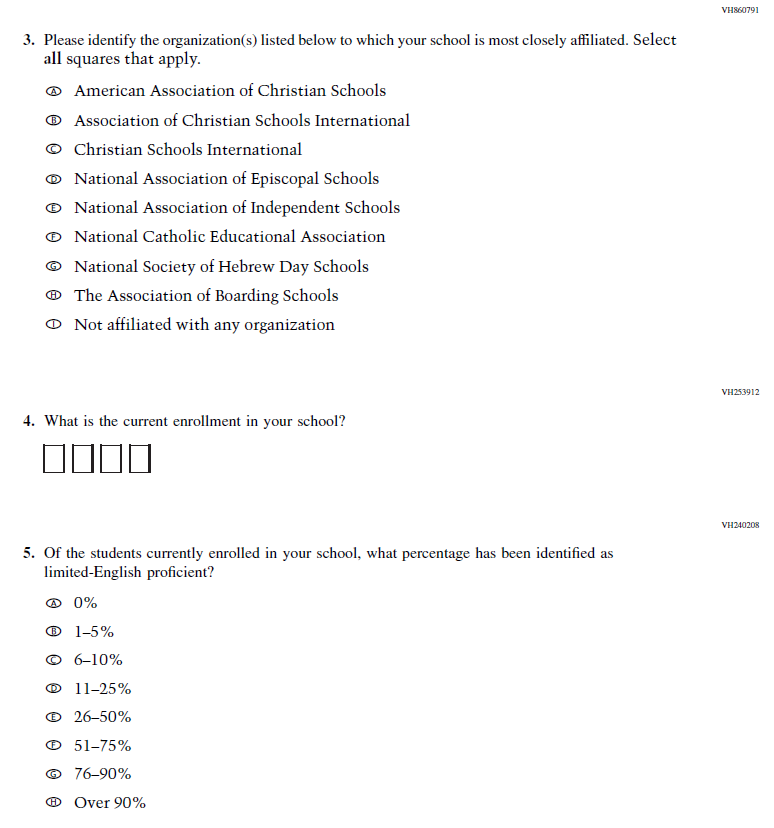 VH860791
3. Please identify the organization(s) listed below to which your school is most closely affiliated. Select
all squares that apply.
A American Association of Christian Schools
B Association of Christian Schools International
C Christian Schools International
D National Association of Episcopal Schools
E National Association of Independent Schools
F National Catholic Educational Association
G National Society of Hebrew Day Schools
H The Association of Boarding Schools
I Not affiliated with any organization
VH253912
4. What is the current enrollment in your school?
VH240208
5. Of the students currently enrolled in your school, what percentage has been identified as
limited-English proficient?
A 0%
B 1–5%
C 6–10%
D 11–25%
E 26–50%
F 51–75%
G 76–90%
H Over 90%